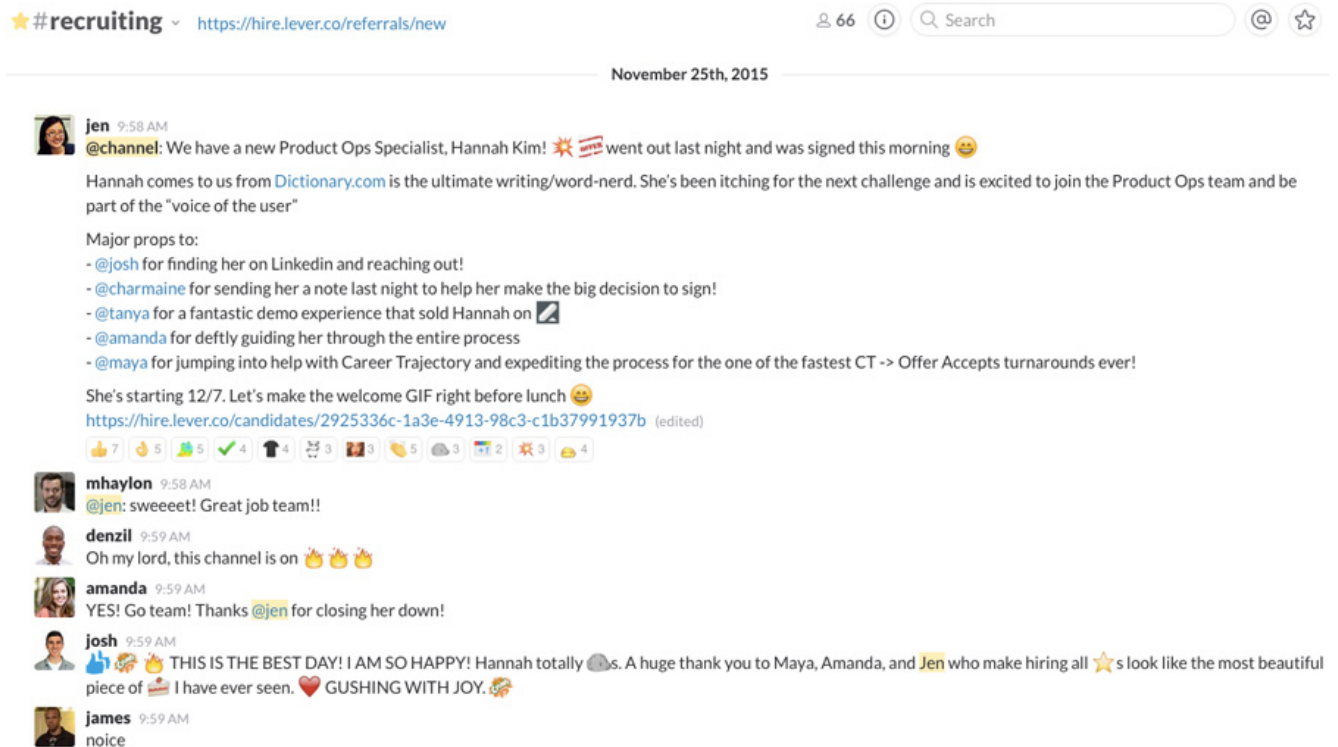 #recruiting https://hire.lever.co/referrals/new 66 Search
November 25th, 2015
jen 9:58 AM
@channel: We have a new Product Ops Specialist, Hannah Kim! 💥 OFFER went out last night and was signed this morning 😄
Hannah comes to us from Dictionary.com is the ultimate writing/word-nerd. She's been itching for the next challenge and is excited to join the Product Ops team and be
part of the “voice of the user”
Major props to:
- @josh for finding her on Linkedin and reaching out!
- @charmaine for sending her a note last night to help her make the big decision to sign!
- @tanya for a fantastic demo experience that sold Hannah on
- @amanda for deftly guiding her through the entire process
- @maya for jumping into help with Career Trajectory and expediting the process for the one of the fastest CT -> Offer Accepts turnarounds ever!
She's starting 12/7. Let's make the welcome GIF right before lunch 😄
https://hire.lever.co/candidates/2925336c-1a3e-4913-98c3-c1b37991937b (edited)
7 5 5 4 4 3 3 5 3 2 3 4
mhaylon 9:58 AM
@jen: sweeeet! Great job team!!
denzil 9:59 AM
Oh my lord, this channel is on 🔥 🔥 🔥
amanda 9:59 AM
YES! Go team! Thanks @jen for closing her down!
josh 9:59 AM
THIS IS THE BEST DAY! I AM SO HAPPY! Hannah totally s. A huge thank you to Maya, Amanda, and Jen who make hiring all ⭐s look like the most beautiful
piece of 🍰 I have ever seen. ❤️ GUSHING WITH JOY.
james 9:59 AM
noice